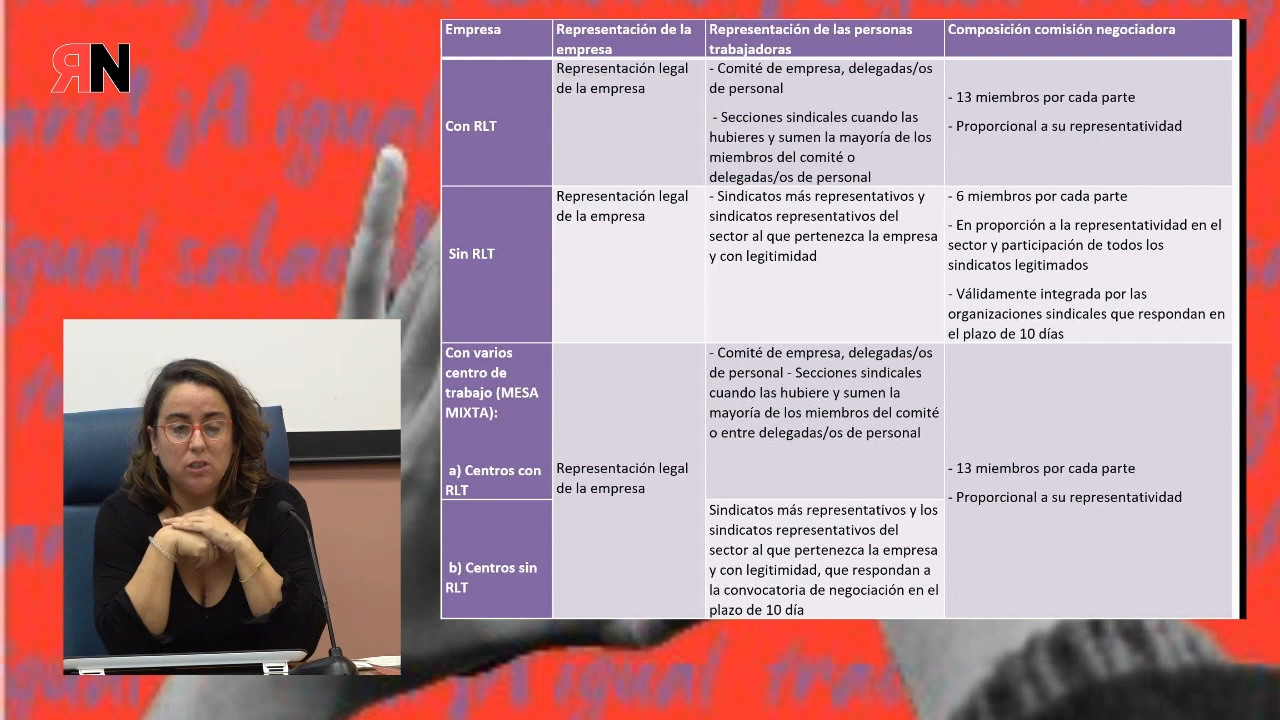 ЯN
Empresa
Representación de la
empresa
Representación de las personas
trabajadoras
Composición comisión negociadora
Con RLT
Representación legal
de la empresa
- Comité de empresa, delegadas/os
de personal
- Secciones sindicales cuando las
hubieres y sumen la mayoría de los
miembros del comité o
delegadas/os de personal
- 13 miembros por cada parte
- Proporcional a su representatividad
Sin RLT
Representación legal
de la empresa
- Sindicatos más representativos y
sindicatos representativos del
sector al que pertenezca la empresa
y con legitimidad
- 6 miembros por cada parte
- En proporción a la representatividad en el
sector y participación de todos los
sindicatos legitimados
- Válidamente integrada por las
organizaciones sindicales que respondan en
el plazo de 10 días
Con varios
centro de
trabajo (MESA
MIXTA):
a) Centros con
RLT
Representación legal
de la empresa
- Comité de empresa, delegadas/os
de personal - Secciones sindicales
cuando las hubiere y sumen la
mayoría de los miembros del comité
o entre delegadas/os de personal
- 13 miembros por cada parte
- Proporcional a su representatividad
b) Centros sin
RLT
Sindicatos más representativos y los
sindicatos representativos del
sector al que pertenezca la empresa
y con legitimidad, que respondan a
la convocatoria de negociación en el
plazo de 10 día
¡A igual
igual
¡A igual